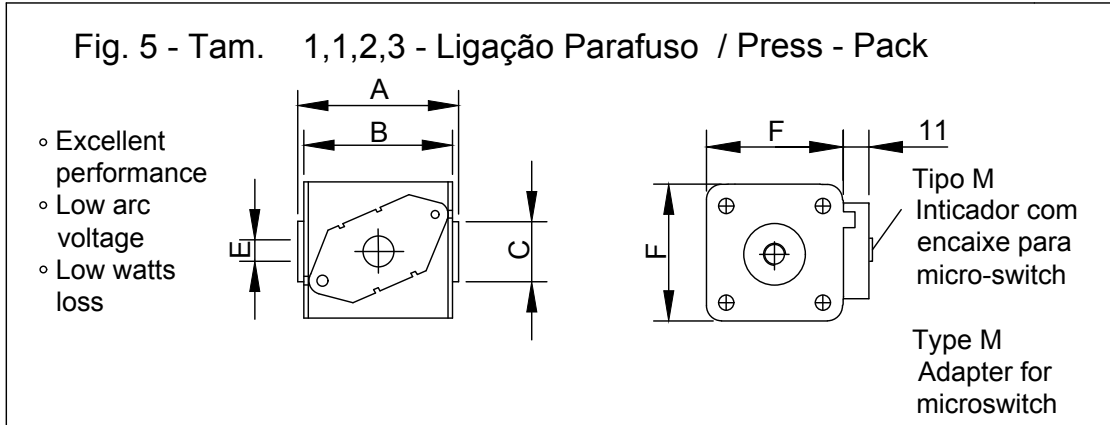 Fig. 5 - Tam. 1,1,2,3 - Ligação Parafuso / Press - Pack
A
B
E
C
◦ Excellent
performance
◦ Low arc
voltage
◦ Low watts
loss
F
11
F
Tipo M
Inticador com
encaixe para
micro-switch
Type M
Adapter for
microswitch